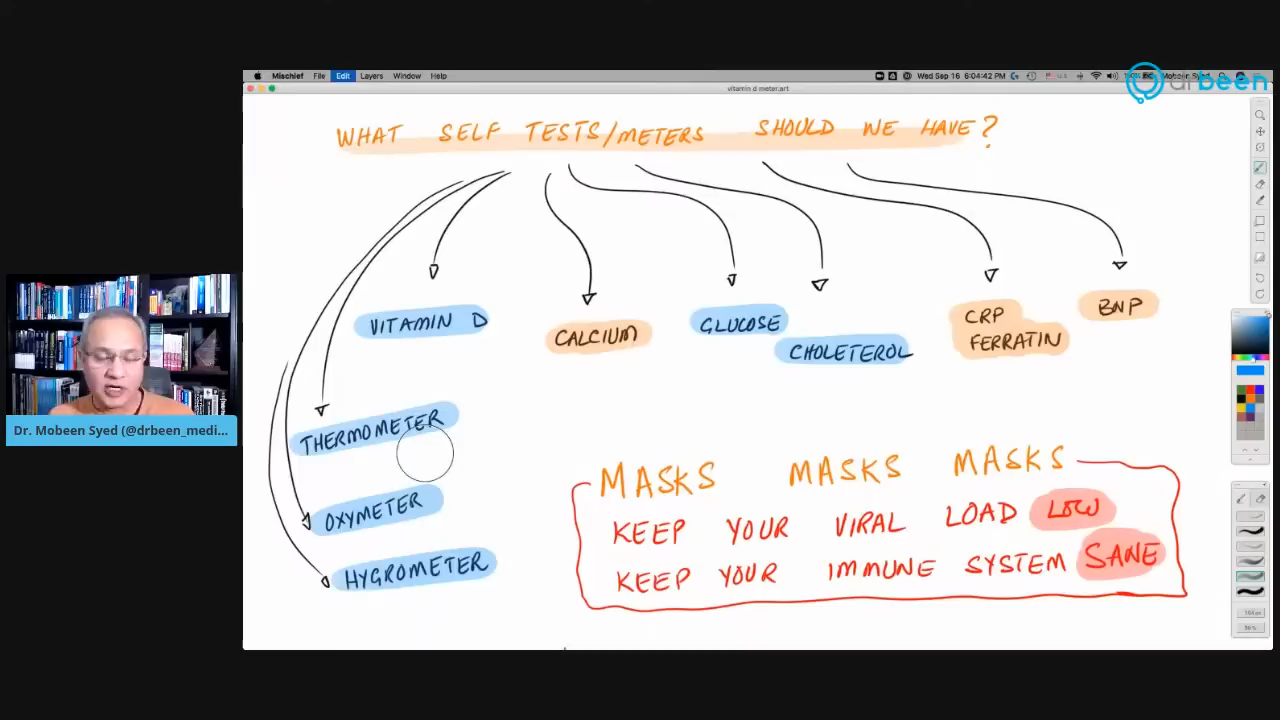 Mischief File Edit Layers Window Help
Wed Sep 16 6:04:42 PM
Mobeen Syed
drbeen
vitamin d meter.art
WHAT SELF TESTS/METERS SHOULD WE HAVE?
VITAMIN D
CALCIUM
GLUCOSE
CHOLETEROL
CRP
FERRATIN
BNP
THERMOMETER
OXYMETER
HYGROMETER
MASKS MASKS MASKS
KEEP YOUR VIRAL LOAD LOW
KEEP YOUR IMMUNE SYSTEM SANE
Dr. Mobeen Syed (@drbeen_medi...